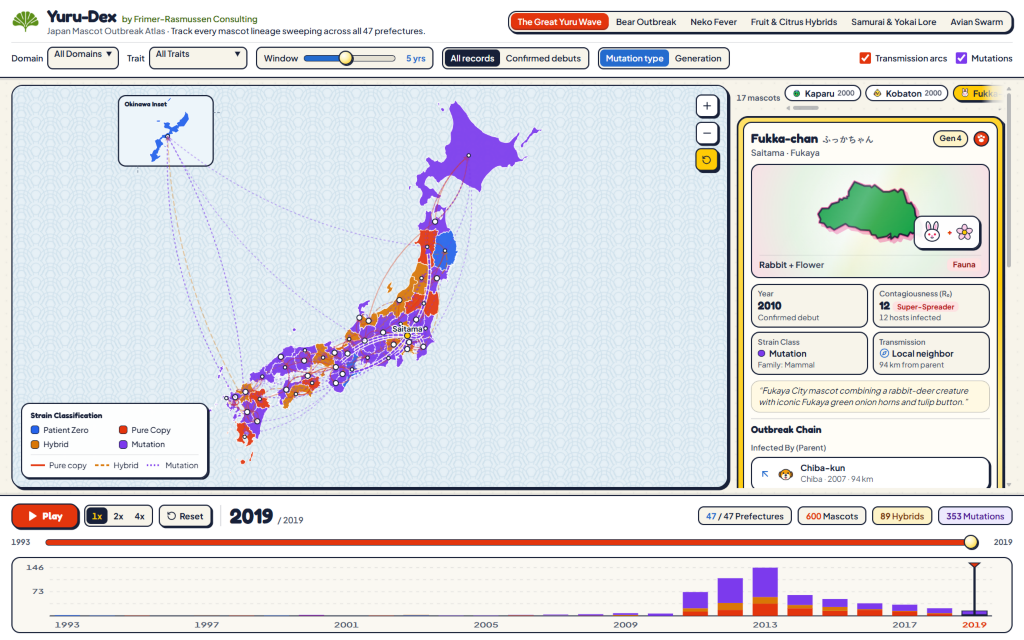 Yuru-Dex by Frimer-Rasmussen Consulting
Japan Mascot Outbreak Atlas · Track every mascot lineage sweeping across all 47 prefectures.
The Great Yuru Wave
Bear Outbreak
Neko Fever
Fruit & Citrus Hybrids
Samurai & Yokai Lore
Avian Swarm
Domain
All Domains
Trait
All Traits
Window
5 yrs
All records
Confirmed debuts
Mutation type
Generation
Transmission arcs
Mutations
Okinawa Inset
+
−
Saitama
Strain Classification
Patient Zero
Pure Copy
Hybrid
Mutation
Pure copy
Hybrid
Mutation
17 mascots
Kaparu 2000
Kobaton 2000
Fukka
Fukka-chan ふっかちゃん
Gen 4
Saitama · Fukaya
Rabbit + Flower
Fauna
Year
2010
Confirmed debut
Contagiousness (R₀)
12 Super-Spreader
12 hosts infected
Strain Class
Mutation
Family: Mammal
Transmission
Local neighbor
94 km from parent
"Fukaya City mascot combining a rabbit-deer creature
with iconic Fukaya green onion horns and tulip button."
Outbreak Chain
Infected By (Parent)
Chiba-kun
Chiba · 2007 · 94 km
Play
1x
2x
4x
Reset
2019 / 2019
47 / 47 Prefectures
600 Mascots
89 Hybrids
353 Mutations
1993
2019
146
73
1993
1997
2001
2005
2009
2013
2017
2019